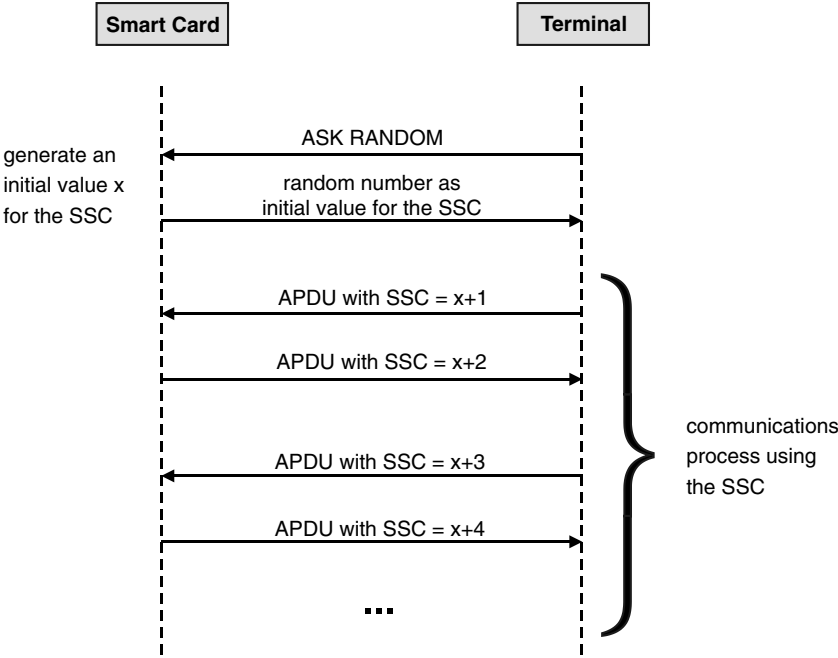 Smart Card
Terminal
ASK RANDOM
generate an
initial value x
for the SSC
random number as
initial value for the SSC
APDU with SSC = x+1
APDU with SSC = x+2
communications
process using
the SSC
APDU with SSC = x+3
APDU with SSC = x+4
...